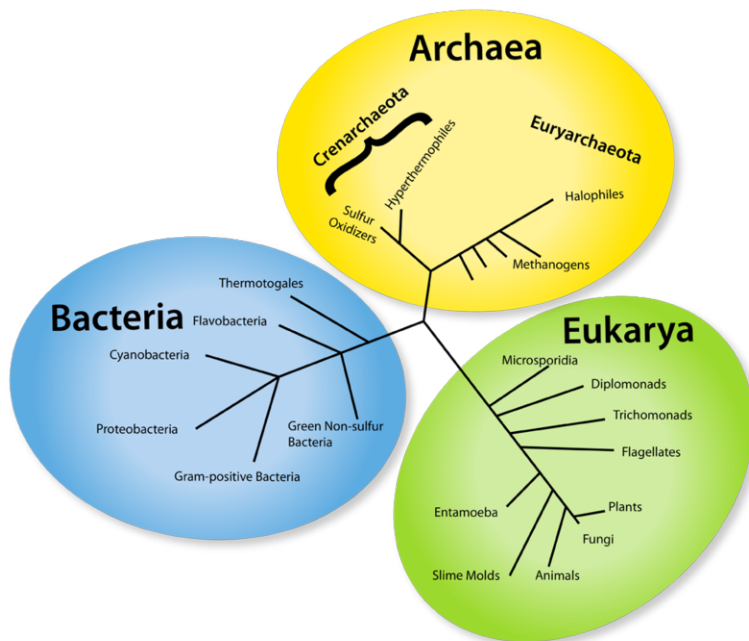 Archaea
Crenarchaeota
Hyperthermophiles
Sulfur
Oxidizers
Euryarchaeota
Halophiles
Methanogens
Bacteria
Thermotogales
Flavobacteria
Cyanobacteria
Proteobacteria
Green Non-sulfur
Bacteria
Gram-positive Bacteria
Eukarya
Microsporidia
Diplomonads
Trichomonads
Flagellates
Entamoeba
Plants
Fungi
Slime Molds
Animals